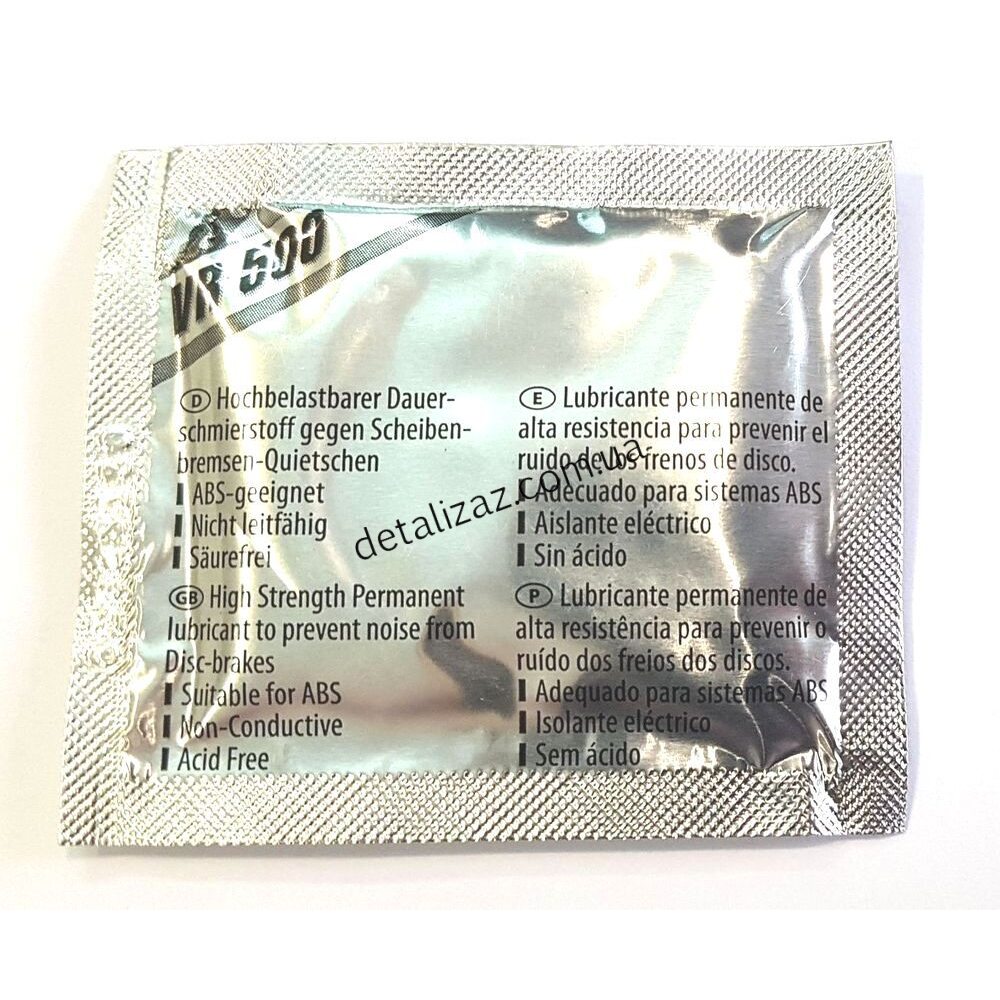 VR 500
D Hochbelastbarer Dauer-
schmierstoff gegen Scheiben-
bremsen-Quietschen
ABS-geeignet
Nicht leitfähig
Säurefrei
GB High Strength Permanent
lubricant to prevent noise from
Disc-brakes
Suitable for ABS
Non-Conductive
Acid Free
E Lubricante permanente de
alta resistencia para prevenir el
ruido de los frenos de disco.
Adecuado para sistemas ABS
Aislante eléctrico
Sin ácido
P Lubricante permanente de
alta resistência para prevenir o
ruído dos freios dos discos.
Adequado para sistemas ABS
Isolante eléctrico
Sem ácido
detalizaz.com.ua